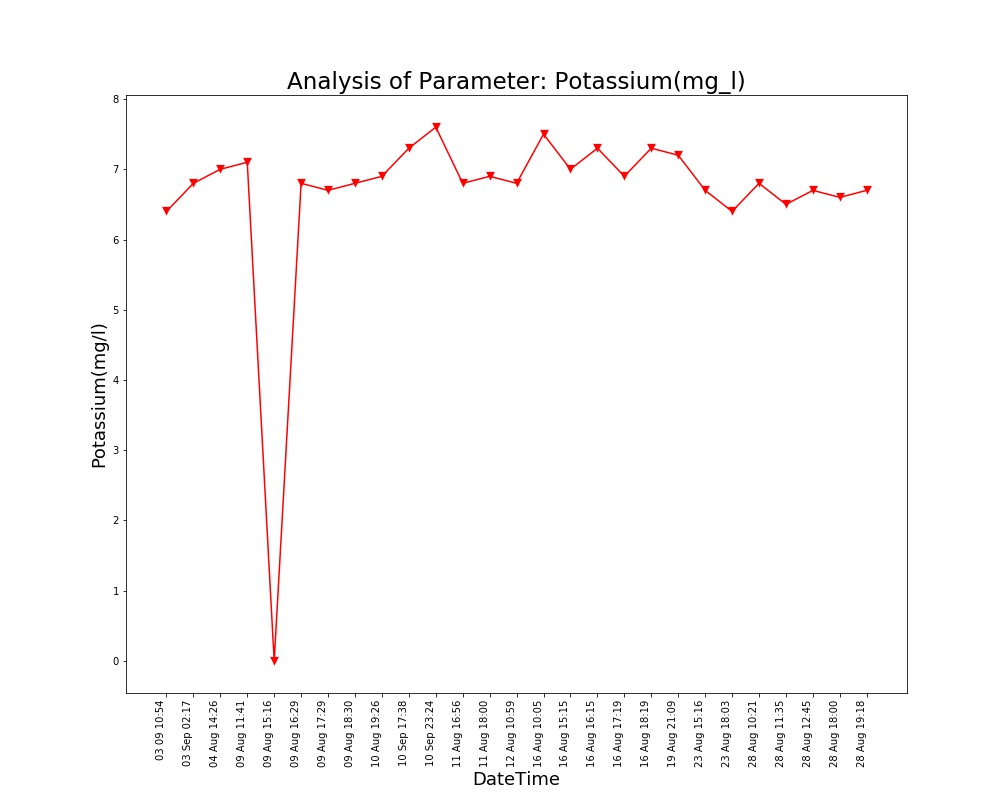 Analysis of Parameter: Potassium(mg_l)
8
7
6
5
4
3
2
1
0
Potassium(mg/l)
03 09 10:54
03 Sep 02:17
04 Aug 14:26
09 Aug 11:41
09 Aug 15:16
09 Aug 16:29
09 Aug 17:29
09 Aug 18:30
10 Aug 19:26
10 Sep 17:38
10 Sep 23:24
11 Aug 16:56
11 Aug 18:00
12 Aug 10:59
16 Aug 10:05
16 Aug 15:15
16 Aug 16:15
16 Aug 17:19
16 Aug 18:19
19 Aug 21:09
23 Aug 15:16
23 Aug 18:03
28 Aug 10:21
28 Aug 11:35
28 Aug 12:45
28 Aug 18:00
28 Aug 19:18
DateTime